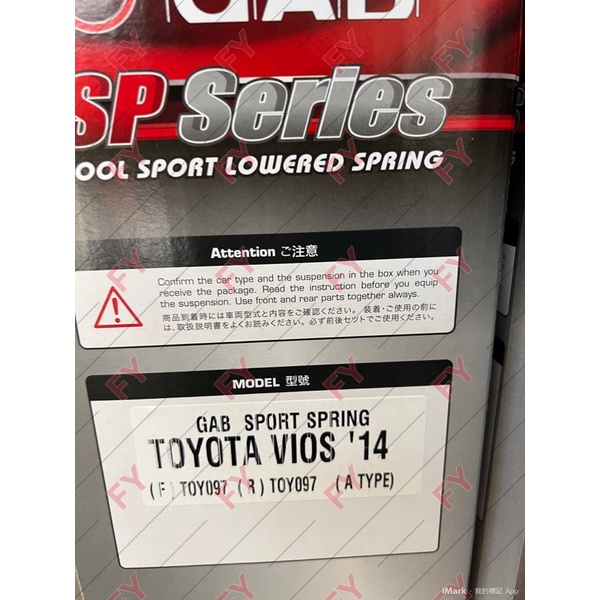 GAB
SP Series
OOL SPORT LOWERED SPRING
Attention ご注意
Confirm the car type and the suspension in the box when you
receive the package. Read the instruction before you equip
the suspension. Use front and rear parts together always.
商品到着時には車両型式と内容をご確認ください。装着・ご使用の前に
は、取扱説明書をよくお読みください。必ず前後セットでご使用ください。
MODEL 型號
GAB SPORT SPRING
TOYOTA VIOS '14
( F ) TOY097 ( R ) TOY097 ( A TYPE)
FY
iMark · 我的標記 App